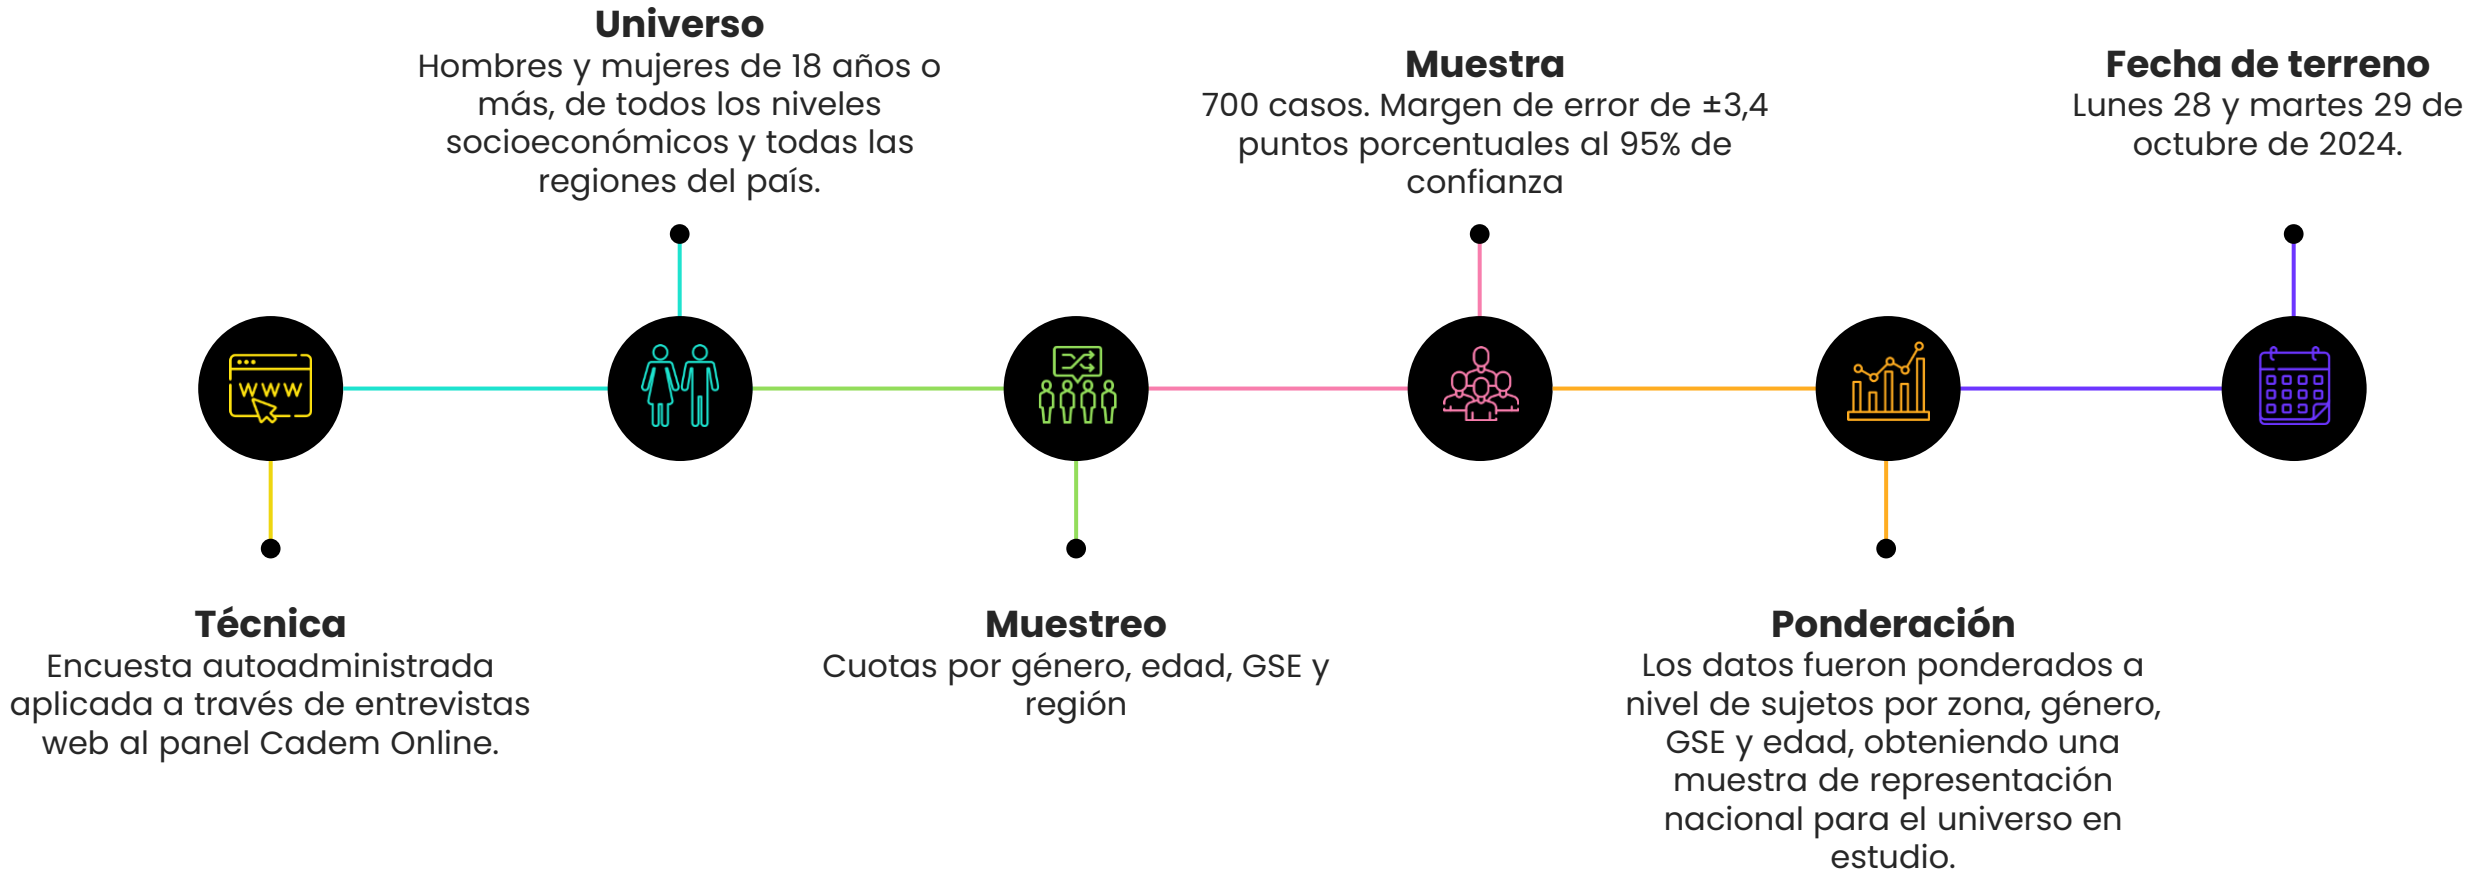 Universo
Hombres y mujeres de 18 años o
más, de todos los niveles
socioeconómicos y todas las
regiones del país.
Muestra
700 casos. Margen de error de ±3,4
puntos porcentuales al 95% de
confianza
Fecha de terreno
Lunes 28 y martes 29 de
octubre de 2024.
WWW
Técnica
Encuesta autoadministrada
aplicada a través de entrevistas
web al panel Cadem Online.
Muestreo
Cuotas por género, edad, GSE y
región
Ponderación
Los datos fueron ponderados a
nivel de sujetos por zona, género,
GSE y edad, obteniendo una
muestra de representación
nacional para el universo en
estudio.